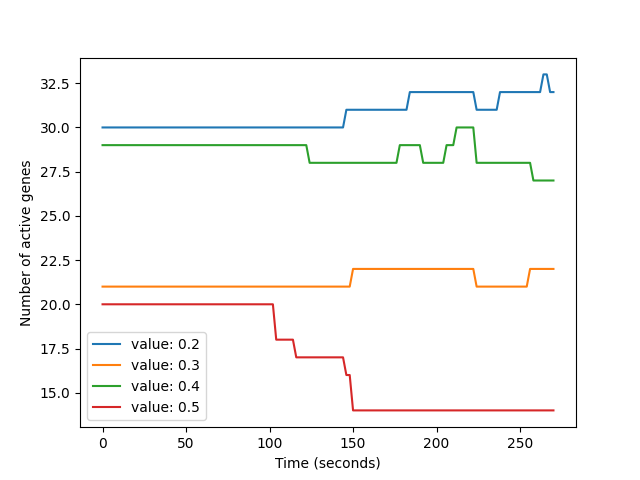 Number of active genes
32.5
30.0
27.5
25.0
22.5
20.0
17.5
15.0
value: 0.2
value: 0.3
value: 0.4
value: 0.5
0 50 100 150 200 250
Time (seconds)